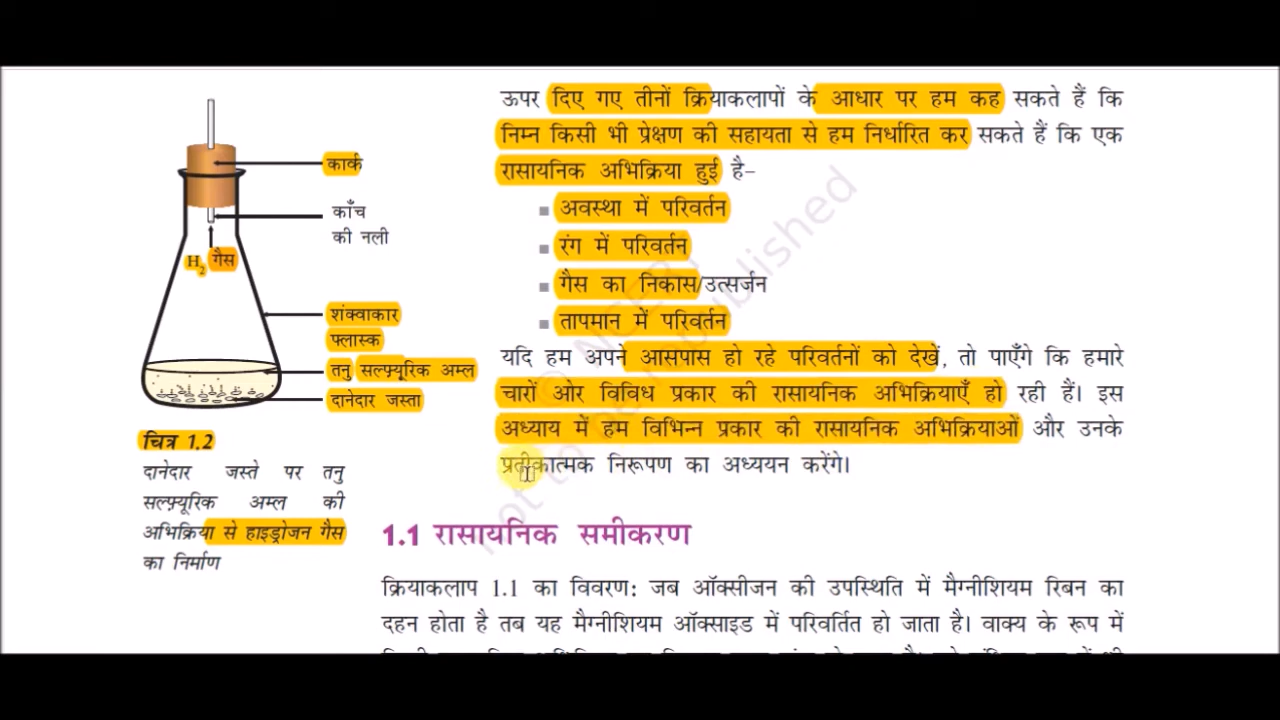 कार्क
काँच
की नली
H2 गैस
शंक्वाकार
फ्लास्क
तनु सल्फ़्यूरिक अम्ल
दानेदार जस्ता
चित्र 1.2
दानेदार जस्ते पर तनु
सल्फ़्यूरिक अम्ल की
अभिक्रिया से हाइड्रोजन गैस
का निर्माण
ऊपर दिए गए तीनों क्रियाकलापों के आधार पर हम कह सकते हैं कि
निम्न किसी भी प्रेक्षण की सहायता से हम निर्धारित कर सकते हैं कि एक
रासायनिक अभिक्रिया हुई है–
अवस्था में परिवर्तन
रंग में परिवर्तन
गैस का निकास/उत्सर्जन
तापमान में परिवर्तन
यदि हम अपने आसपास हो रहे परिवर्तनों को देखें, तो पाएँगे कि हमारे
चारों ओर विविध प्रकार की रासायनिक अभिक्रियाएँ हो रही हैं। इस
अध्याय में हम विभिन्न प्रकार की रासायनिक अभिक्रियाओं और उनके
प्रतीकात्मक निरूपण का अध्ययन करेंगे।
1.1 रासायनिक समीकरण
क्रियाकलाप 1.1 का विवरण: जब ऑक्सीजन की उपस्थिति में मैग्नीशियम रिबन का
दहन होता है तब यह मैग्नीशियम ऑक्साइड में परिवर्तित हो जाता है। वाक्य के रूप में
© NCERT
not to be republished